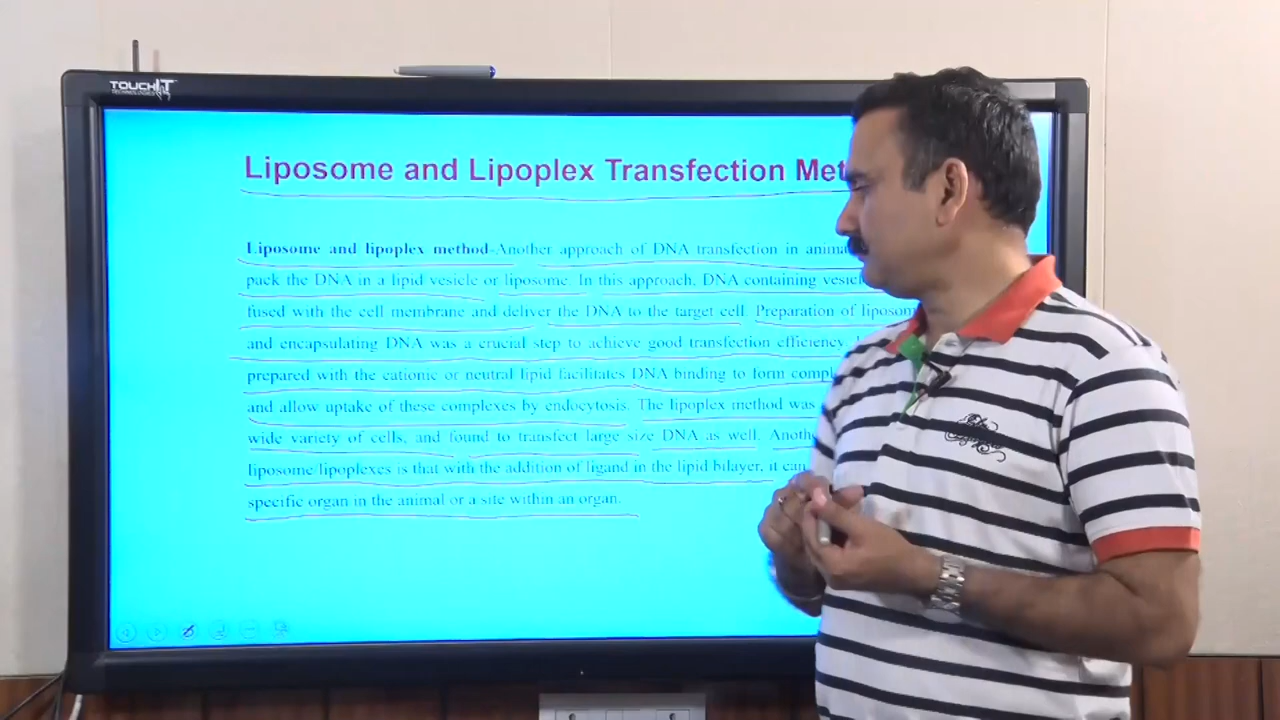 TOUCHIT
TECHNOLOGIES
Liposome and Lipoplex Transfection Met
Liposome and lipoplex method-Another approach of DNA transfection in anima
pack the DNA in a lipid vesicle or liposome. In this approach, DNA containing vesic
fused with the cell membrane and deliver the DNA to the target cell. Preparation of liposom
and encapsulating DNA was a crucial step to achieve good transfection efficiency.
prepared with the cationic or neutral lipid facilitates DNA binding to form compl
and allow uptake of these complexes by endocytosis. The lipoplex method was
wide variety of cells, and found to transfect large size DNA as well. Anoth
liposome/lipoplexes is that with the addition of ligand in the lipid bilayer, it can
specific organ in the animal or a site within an organ.